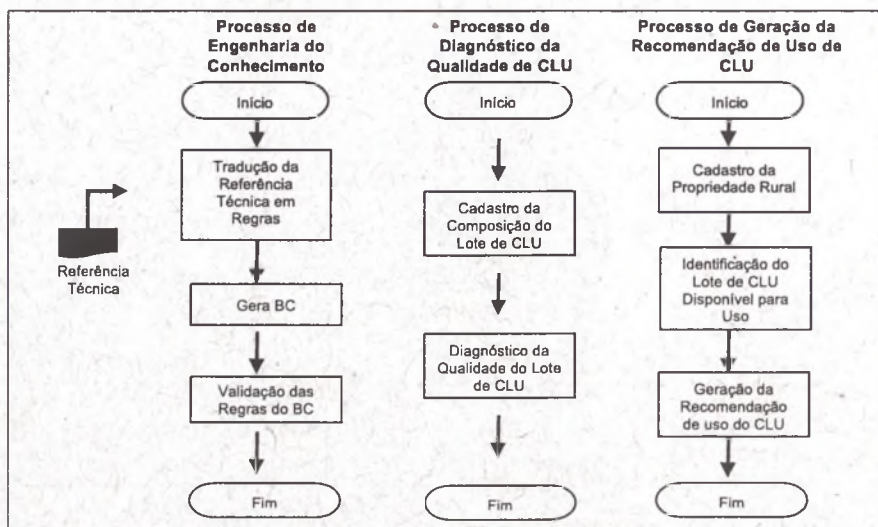 Processo de
Engenharia do
Conhecimento
Início
Tradução da
Referência
Técnica em
Regras
Referência
Técnica
Gera BC
Validação das
Regras do BC
Fim
Processo de
Diagnóstico da
Qualidade de CLU
Início
Cadastro da
Composição do
Lote de CLU
Diagnóstico da
Qualidade do Lote
de CLU
Fim
Processo de Geração da
Recomendação de Uso de
CLU
Início
Cadastro da
Propriedade Rural
Identificação do
Lote de CLU
Disponível para
Uso
Geração da
Recomendação
de uso do CLU
Fim